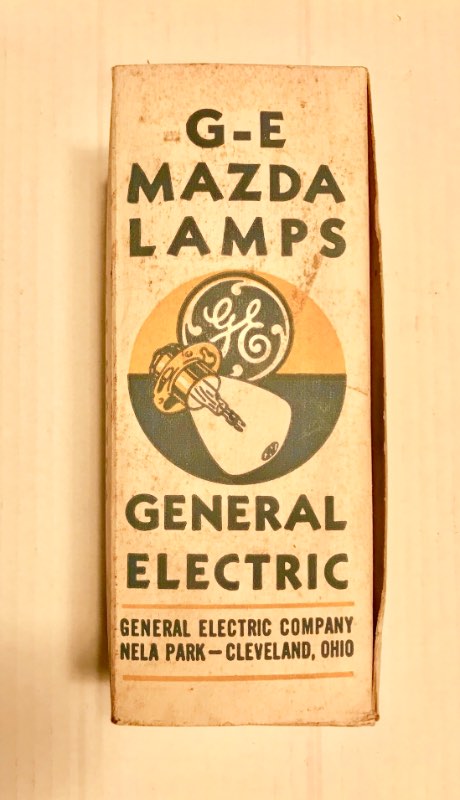 G-E
MAZDA
LAMPS
GE
GENERAL
ELECTRIC
GENERAL ELECTRIC COMPANY
NELA PARK—CLEVELAND, OHIO